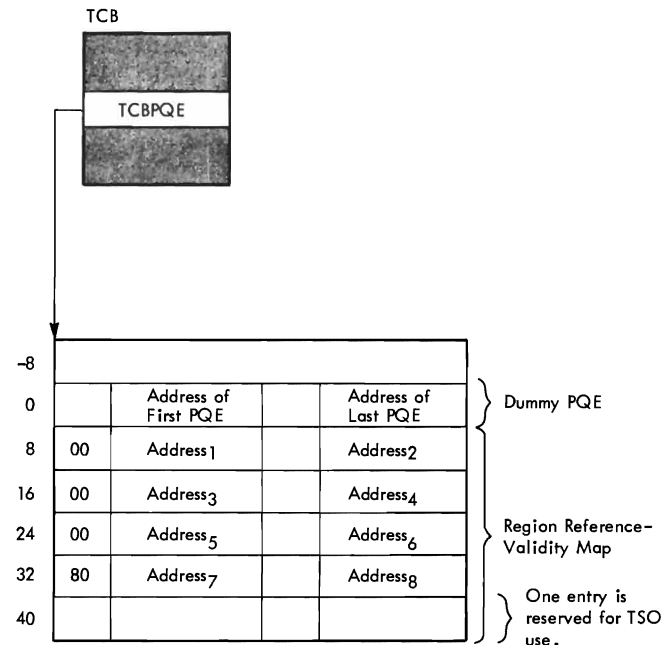 TCB
TCBPQE
-8
0 Address of First PQE Address of Last PQE Dummy PQE
8 00 Address1 Address2
16 00 Address3 Address4
24 00 Address5 Address6
Region Reference-
Validity Map
32 80 Address7 Address8
40
One entry is
reserved for TSO
use.